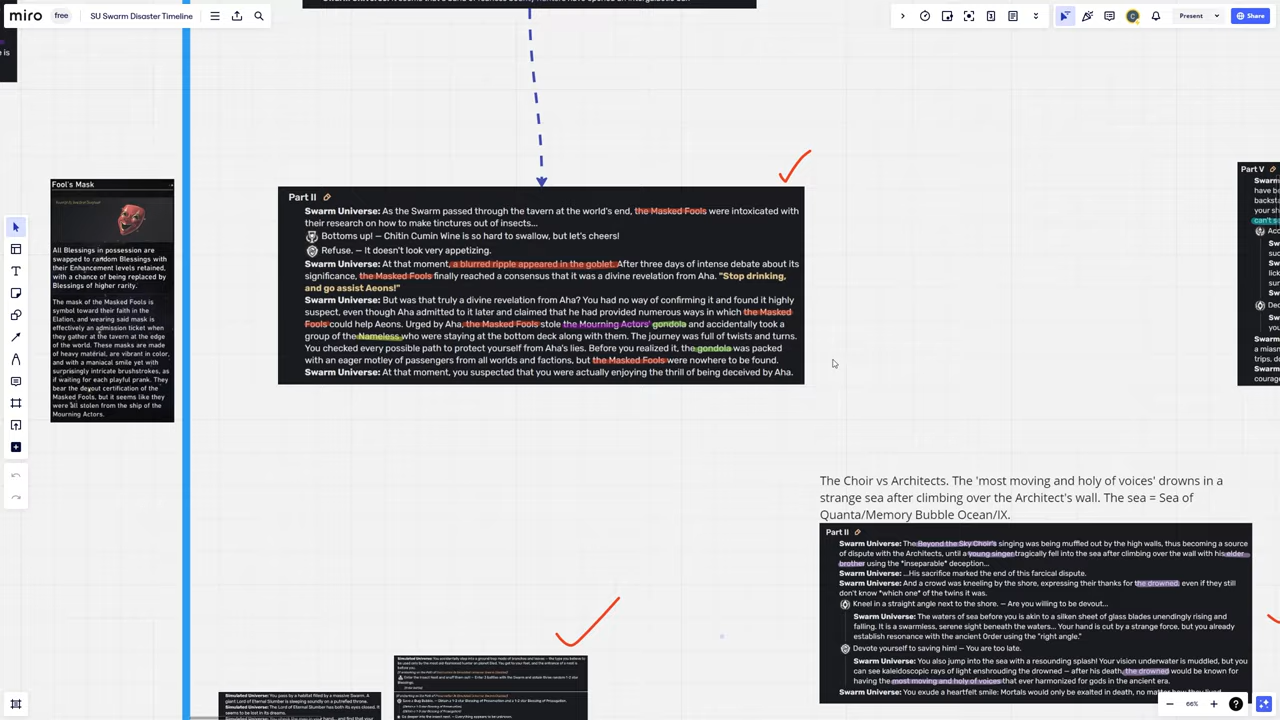 miro
free
SU Swarm Disaster Timeline
Present
Share
is
Fool's Mask
All Blessings in possession are
swapped to random Blessings with
their Enhancement levels retained,
with a chance of being replaced by
Blessings of higher rarity.
The mask of the Masked Fools is
symbol toward their faith in the
Elation, and wearing said mask is
effectively an admission ticket when
they gather at the tavern at the edge
of the world. These masks are made
of heavy material, are vibrant in color,
and with a maniacal smile yet with
surprisingly intricate brushstrokes, as
if waiting for each playful prank. They
bear the devout certification of the
Masked Fools, but it seems like they
were all stolen from the ship of the
Mourning Actors.
Part II
Swarm Universe: As the Swarm passed through the tavern at the world's end, the Masked Fools were intoxicated with
their research on how to make tinctures out of insects...
Bottoms up! — Chitin Cumin Wine is so hard to swallow, but let's cheers!
Refuse. — It doesn't look very appetizing.
Swarm Universe: At that moment, a blurred ripple appeared in the goblet. After three days of intense debate about its
significance, the Masked Fools finally reached a consensus that it was a divine revelation from Aha. "Stop drinking,
and go assist Aeons!"
Swarm Universe: But was that truly a divine revelation from Aha? You had no way of confirming it and found it highly
suspect, even though Aha admitted to it later and claimed that he had provided numerous ways in which the Masked
Fools could help Aeons. Urged by Aha, the Masked Fools stole the Mourning Actors' gondola and accidentally took a
group of the Nameless who were staying at the bottom deck along with them. The journey was full of twists and turns.
You checked every possible path to protect yourself from Aha's lies. Before you realized it, the gondola was packed
with an eager motley of passengers from all worlds and factions, but the Masked Fools were nowhere to be found.
Swarm Universe: At that moment, you suspected that you were actually enjoying the thrill of being deceived by Aha.
Part V
The Choir vs Architects. The 'most moving and holy of voices' drowns in a
strange sea after climbing over the Architect's wall. The sea = Sea of
Quanta/Memory Bubble Ocean/IX.
Part II
Swarm Universe: The Beyond the Sky Choir's singing was being muffled out by the high walls, thus becoming a source
of dispute with the Architects, until a young singer tragically fell into the sea after climbing over the wall with his elder
brother using the *inseparable* deception...
Swarm Universe: ...His sacrifice marked the end of this farcical dispute.
Swarm Universe: And a crowd was kneeling by the shore, expressing their thanks for the drowned, even if they still
don't know *which one* of the twins it was.
Kneel in a straight angle next to the shore. — Are you willing to be devout...
Swarm Universe: The waters of sea before you is akin to a silken sheet of glass blades unendingly rising and
falling. It is a swarmless, serene sight beneath the waters... Your hand is cut by a strange force, but you already
establish resonance with the ancient Order using the "right angle."
Devote yourself to saving him! — You are too late.
Swarm Universe: You also jump into the sea with a resounding splash! Your vision underwater is muddled, but you
can see kaleidoscopic rays of light enshrouding the drowned — after his death, the drowned would be known for
having the most moving and holy of voices that ever harmonized for gods in the ancient era.
Swarm Universe: You exude a heartfelt smile: Mortals would only be exalted in death, no matter how
66%